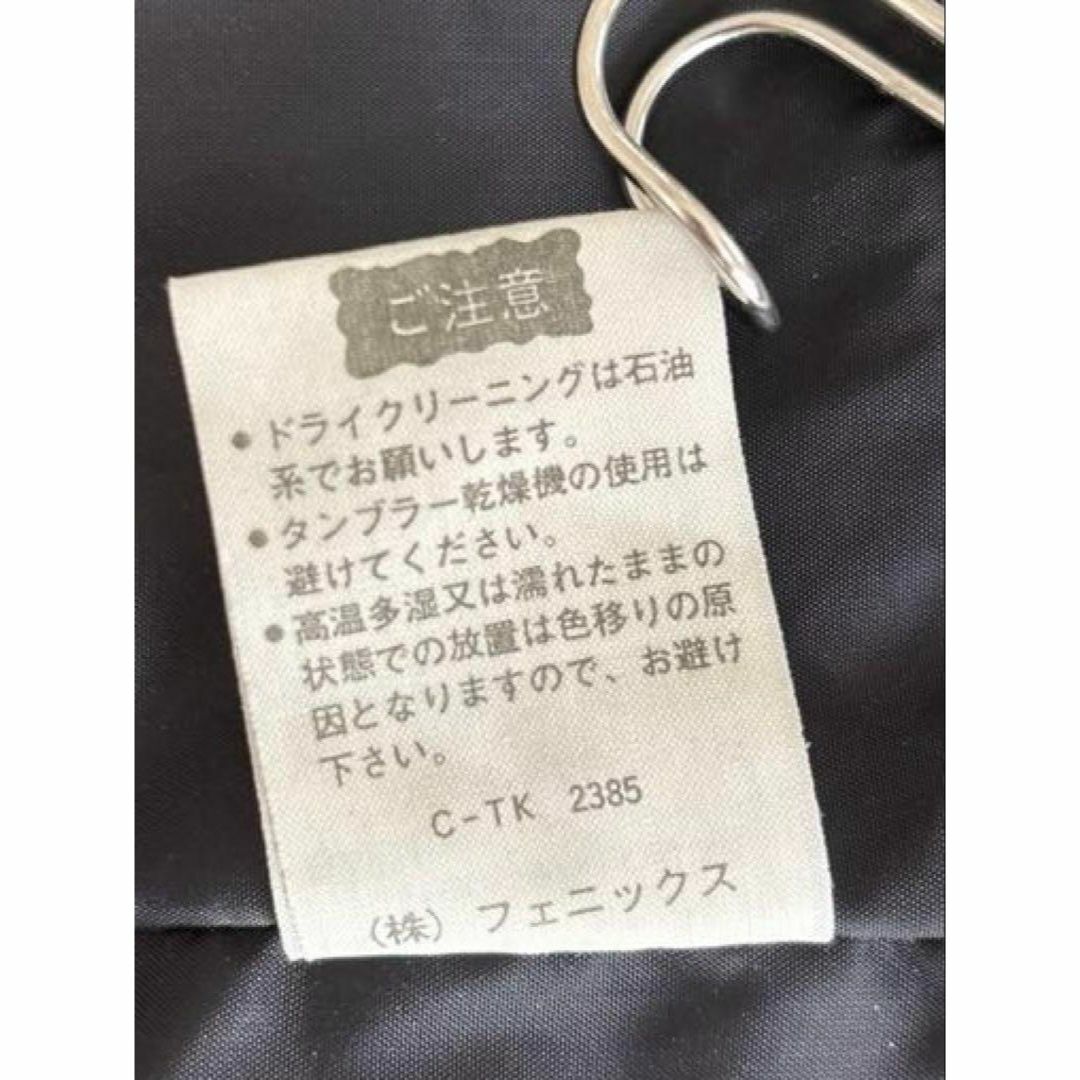 ご注意
●ドライクリーニングは石油
系でお願いします。
●タンブラー乾燥機の使用は
避けてください。
●高温多湿又は濡れたままの
状態での放置は色移りの原
因となりますので、お避け
下さい。
C-TK 2385
(株) フェニックス